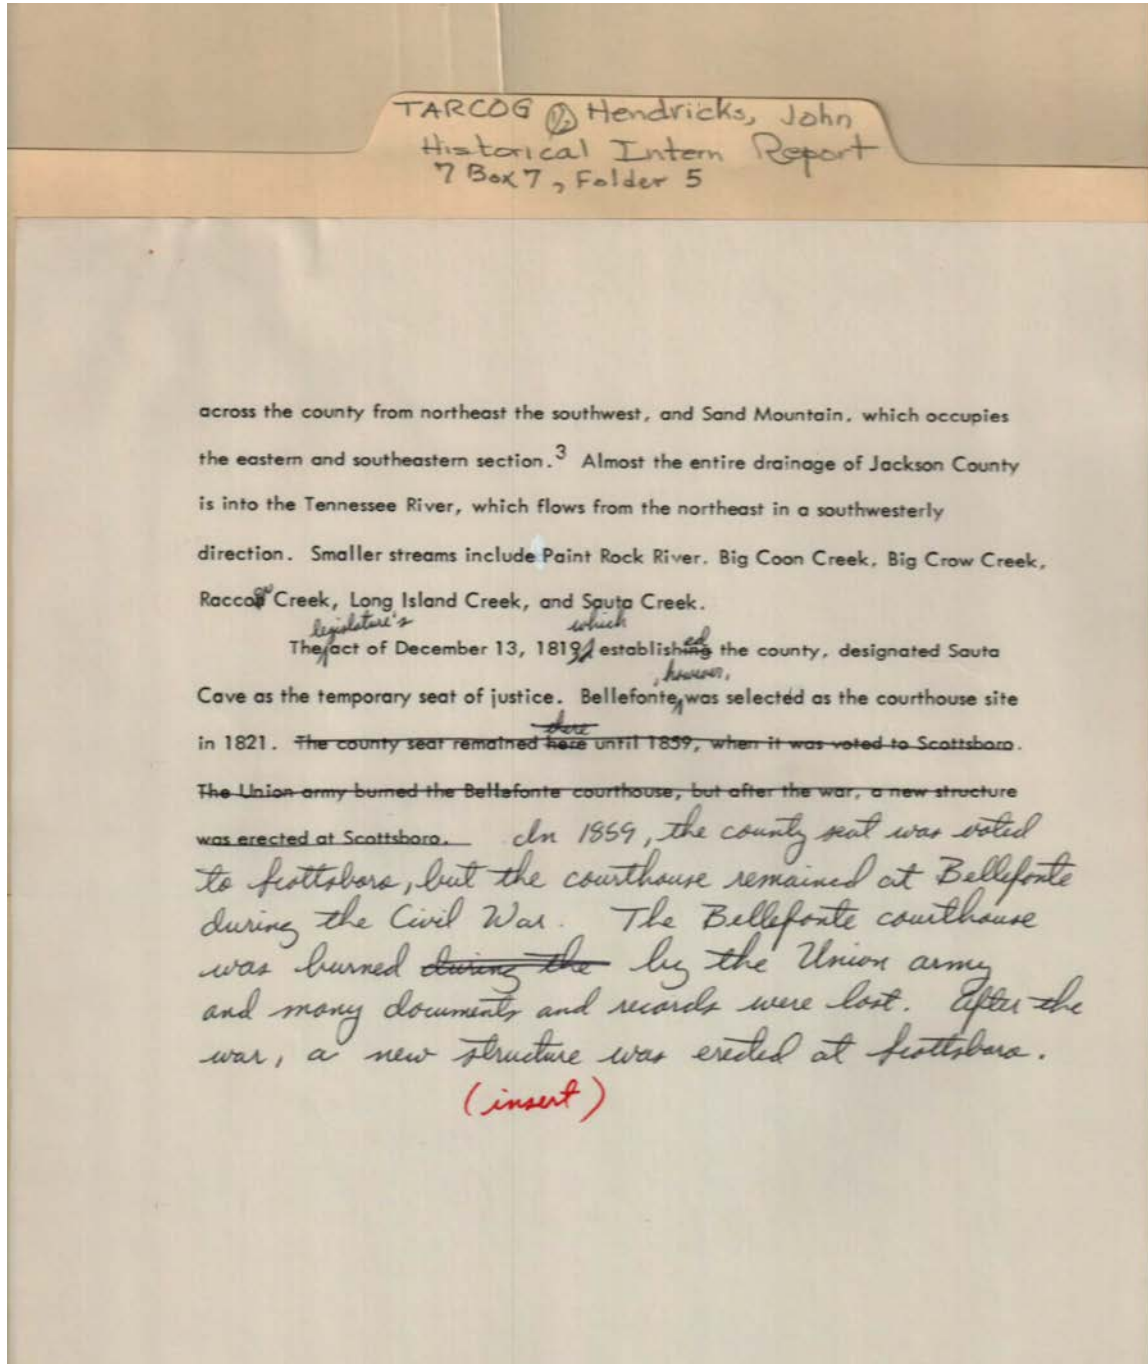 TARCOG 1/2 Hendricks, John
Historical Intern Report
7 Box 7, Folder 5
across the county from northeast the southwest, and Sand Mountain, which occupies
the eastern and southeastern section.3 Almost the entire drainage of Jackson County
is into the Tennessee River, which flows from the northeast in a southwesterly
direction. Smaller streams include Paint Rock River, Big Coon Creek, Big Crow Creek,
Raccoon Creek, Long Island Creek, and Sauta Creek.
legislature's which
The act of December 13, 1819, established the county, designated Sauta
, however,
Cave as the temporary seat of justice. Bellefonte was selected as the courthouse site
there
in 1821. The county seat remained here until 1859, when it was voted to Scottsboro.
The Union army burned the Bellefonte courthouse, but after the war, a new structure
was erected at Scottsboro. In 1859, the county seat was voted
to Scottsboro, but the courthouse remained at Bellefonte
during the Civil War. The Bellefonte courthouse
was burned during the by the Union army
and many documents and records were lost. After the
war, a new structure was erected at Scottsboro.
(insert)